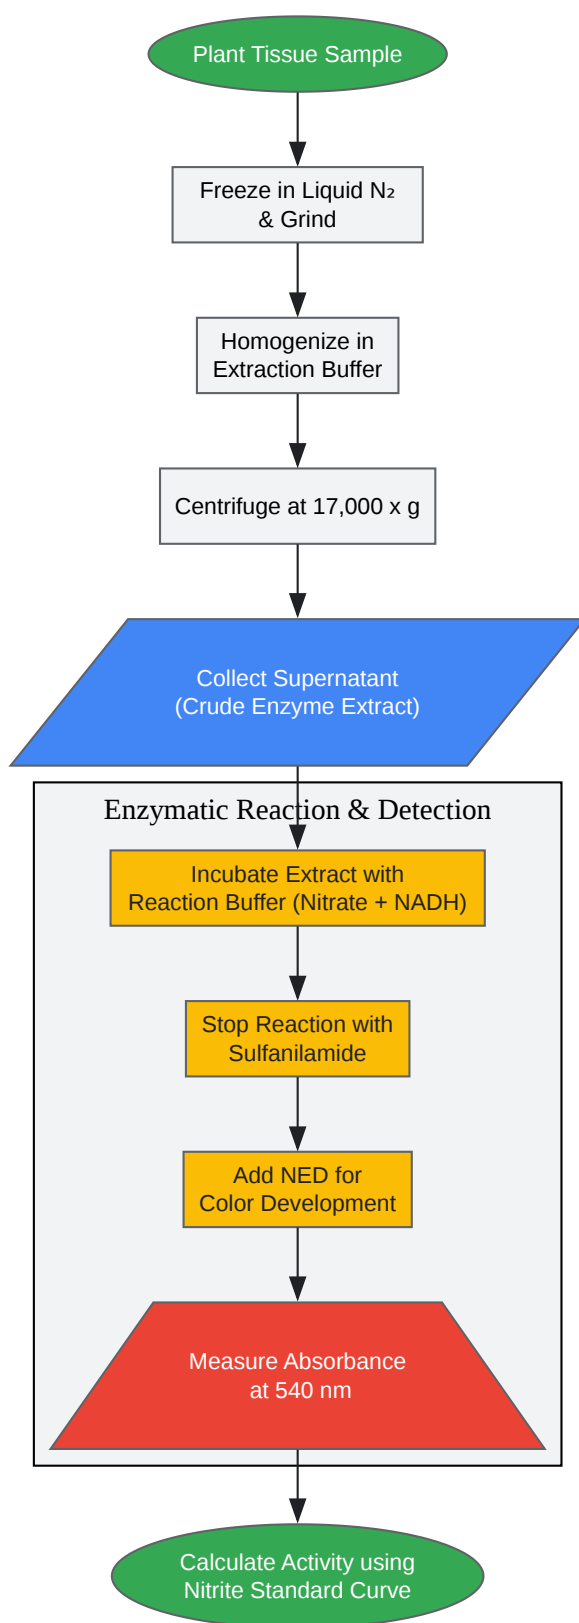 Plant Tissue Sample
Freeze in Liquid N₂
& Grind
Homogenize in
Extraction Buffer
Centrifuge at 17,000 x g
Collect Supernatant
(Crude Enzyme Extract)
Enzymatic Reaction & Detection
Incubate Extract with
Reaction Buffer (Nitrate + NADH)
Stop Reaction with
Sulfanilamide
Add NED for
Color Development
Measure Absorbance
at 540 nm
Calculate Activity using
Nitrite Standard Curve